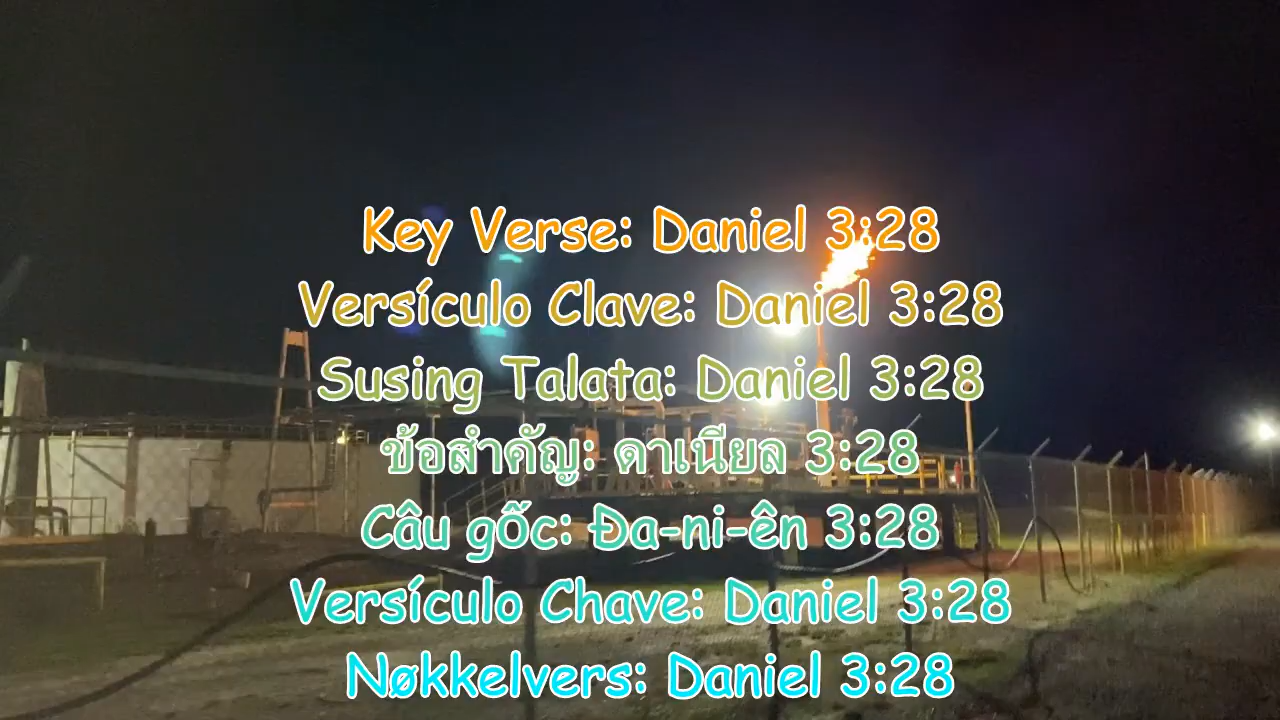 Key Verse: Daniel 3:28
Versículo Clave: Daniel 3:28
Susing Talata: Daniel 3:28
ข้อสำคัญ: ดาเนียล 3:28
Câu gốc: Đa-ni-ên 3:28
Versículo Chave: Daniel 3:28
Nøkkelvers: Daniel 3:28